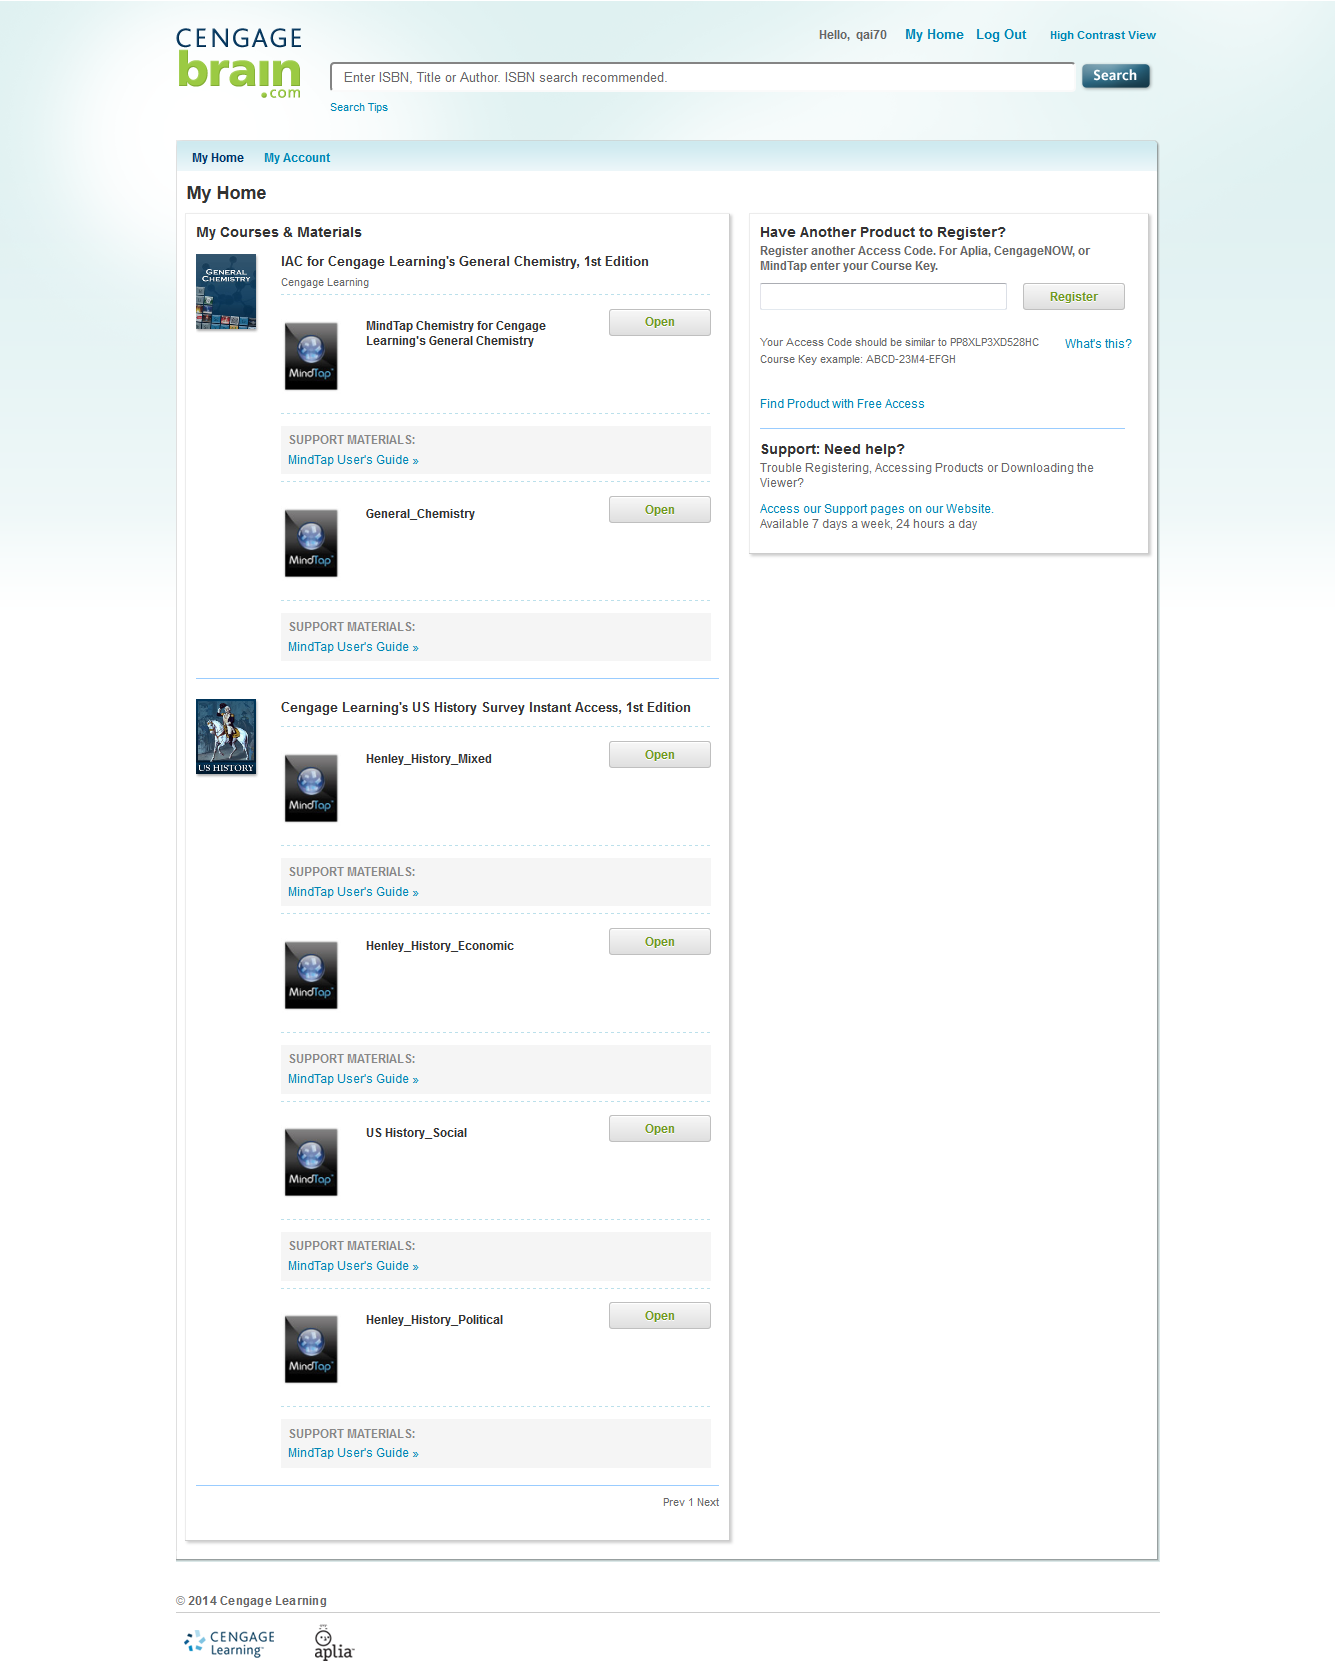 CENGAGE
brain
.com
Hello, qai70 My Home Log Out High Contrast View
Enter ISBN, Title or Author. ISBN search recommended.
Search
Search Tips
My Home My Account
My Home
My Courses & Materials
GENERAL
CHEMISTRY
IAC for Cengage Learning's General Chemistry, 1st Edition
Cengage Learning
MindTap
MindTap Chemistry for Cengage
Learning's General Chemistry
Open
SUPPORT MATERIALS:
MindTap User's Guide »
MindTap
General_Chemistry
Open
SUPPORT MATERIALS:
MindTap User's Guide »
US HISTORY
Cengage Learning's US History Survey Instant Access, 1st Edition
MindTap
Henley_History_Mixed
Open
SUPPORT MATERIALS:
MindTap User's Guide »
MindTap
Henley_History_Economic
Open
SUPPORT MATERIALS:
MindTap User's Guide »
MindTap
US History_Social
Open
SUPPORT MATERIALS:
MindTap User's Guide »
MindTap
Henley_History_Political
Open
SUPPORT MATERIALS:
MindTap User's Guide »
Prev 1 Next
Have Another Product to Register?
Register another Access Code. For Aplia, CengageNOW, or
MindTap enter your Course Key.
Register
Your Access Code should be similar to PP8XLP3XD528HC
What's this?
Course Key example: ABCD-23M4-EFGH
Find Product with Free Access
Support: Need help?
Trouble Registering, Accessing Products or Downloading the
Viewer?
Access our Support pages on our Website.
Available 7 days a week, 24 hours a day
© 2014 Cengage Learning
CENGAGE
Learning™
aplia™